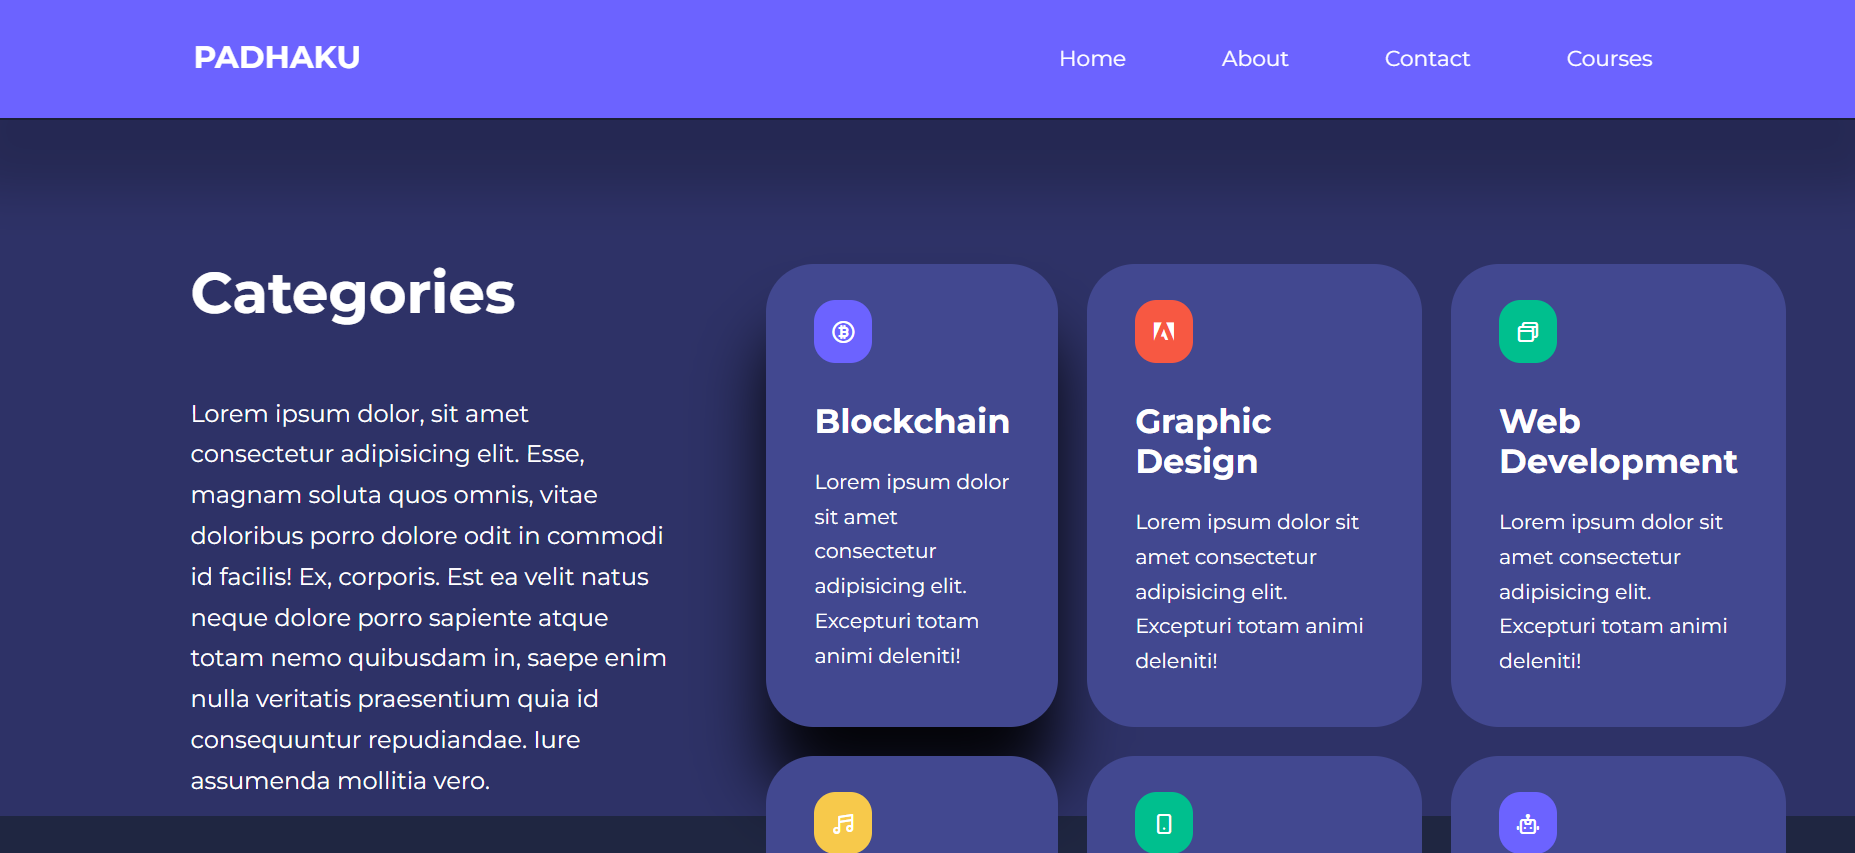 PADHAKU
Home
About
Contact
Courses
Categories
Lorem ipsum dolor, sit amet
consectetur adipisicing elit. Esse,
magnam soluta quos omnis, vitae
doloribus porro dolore odit in commodi
id facilis! Ex, corporis. Est ea velit natus
neque dolore porro sapiente atque
totam nemo quibusdam in, saepe enim
nulla veritatis praesentium quia id
consequuntur repudiandae. Iure
assumenda mollitia vero.
Blockchain
Lorem ipsum dolor
sit amet
consectetur
adipisicing elit.
Excepturi totam
animi deleniti!
Graphic
Design
Lorem ipsum dolor sit
amet consectetur
adipisicing elit.
Excepturi totam animi
deleniti!
Web
Development
Lorem ipsum dolor sit
amet consectetur
adipisicing elit.
Excepturi totam animi
deleniti!